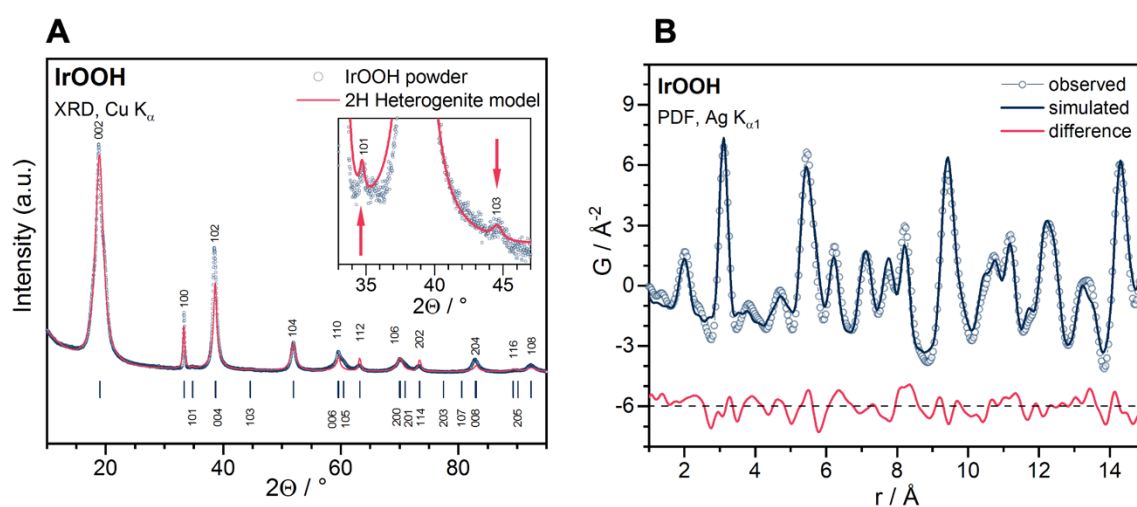 A
IrOOH
XRD, Cu Kα
IrOOH powder
2H Heterogenite model
Intensity (a.u.)
002
100
102
104
110
112
106
202
204
116
108
101
004
103
006
105
200
201
114
203
107
008
205
20 40 60 80
2Θ / °
101
103
35 40 45
2Θ / °
B
IrOOH
PDF, Ag Kα1
observed
simulated
difference
G / Å-2
9
6
3
0
-3
-6
2 4 6 8 10 12 14
r / Å